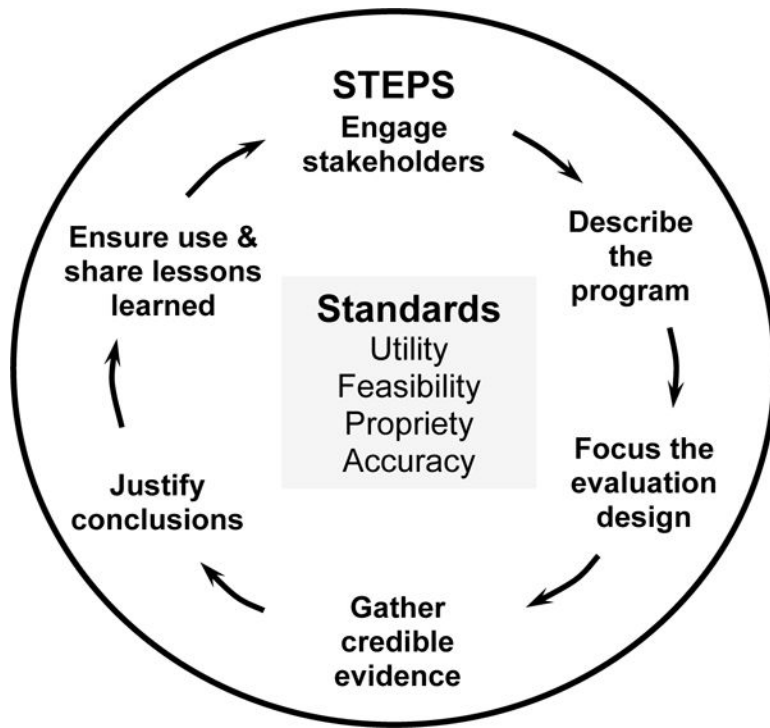 STEPS
Engage
stakeholders
Describe
the
program
Focus the
evaluation
design
Gather
credible
evidence
Justify
conclusions
Ensure use &
share lessons
learned
Standards
Utility
Feasibility
Propriety
Accuracy